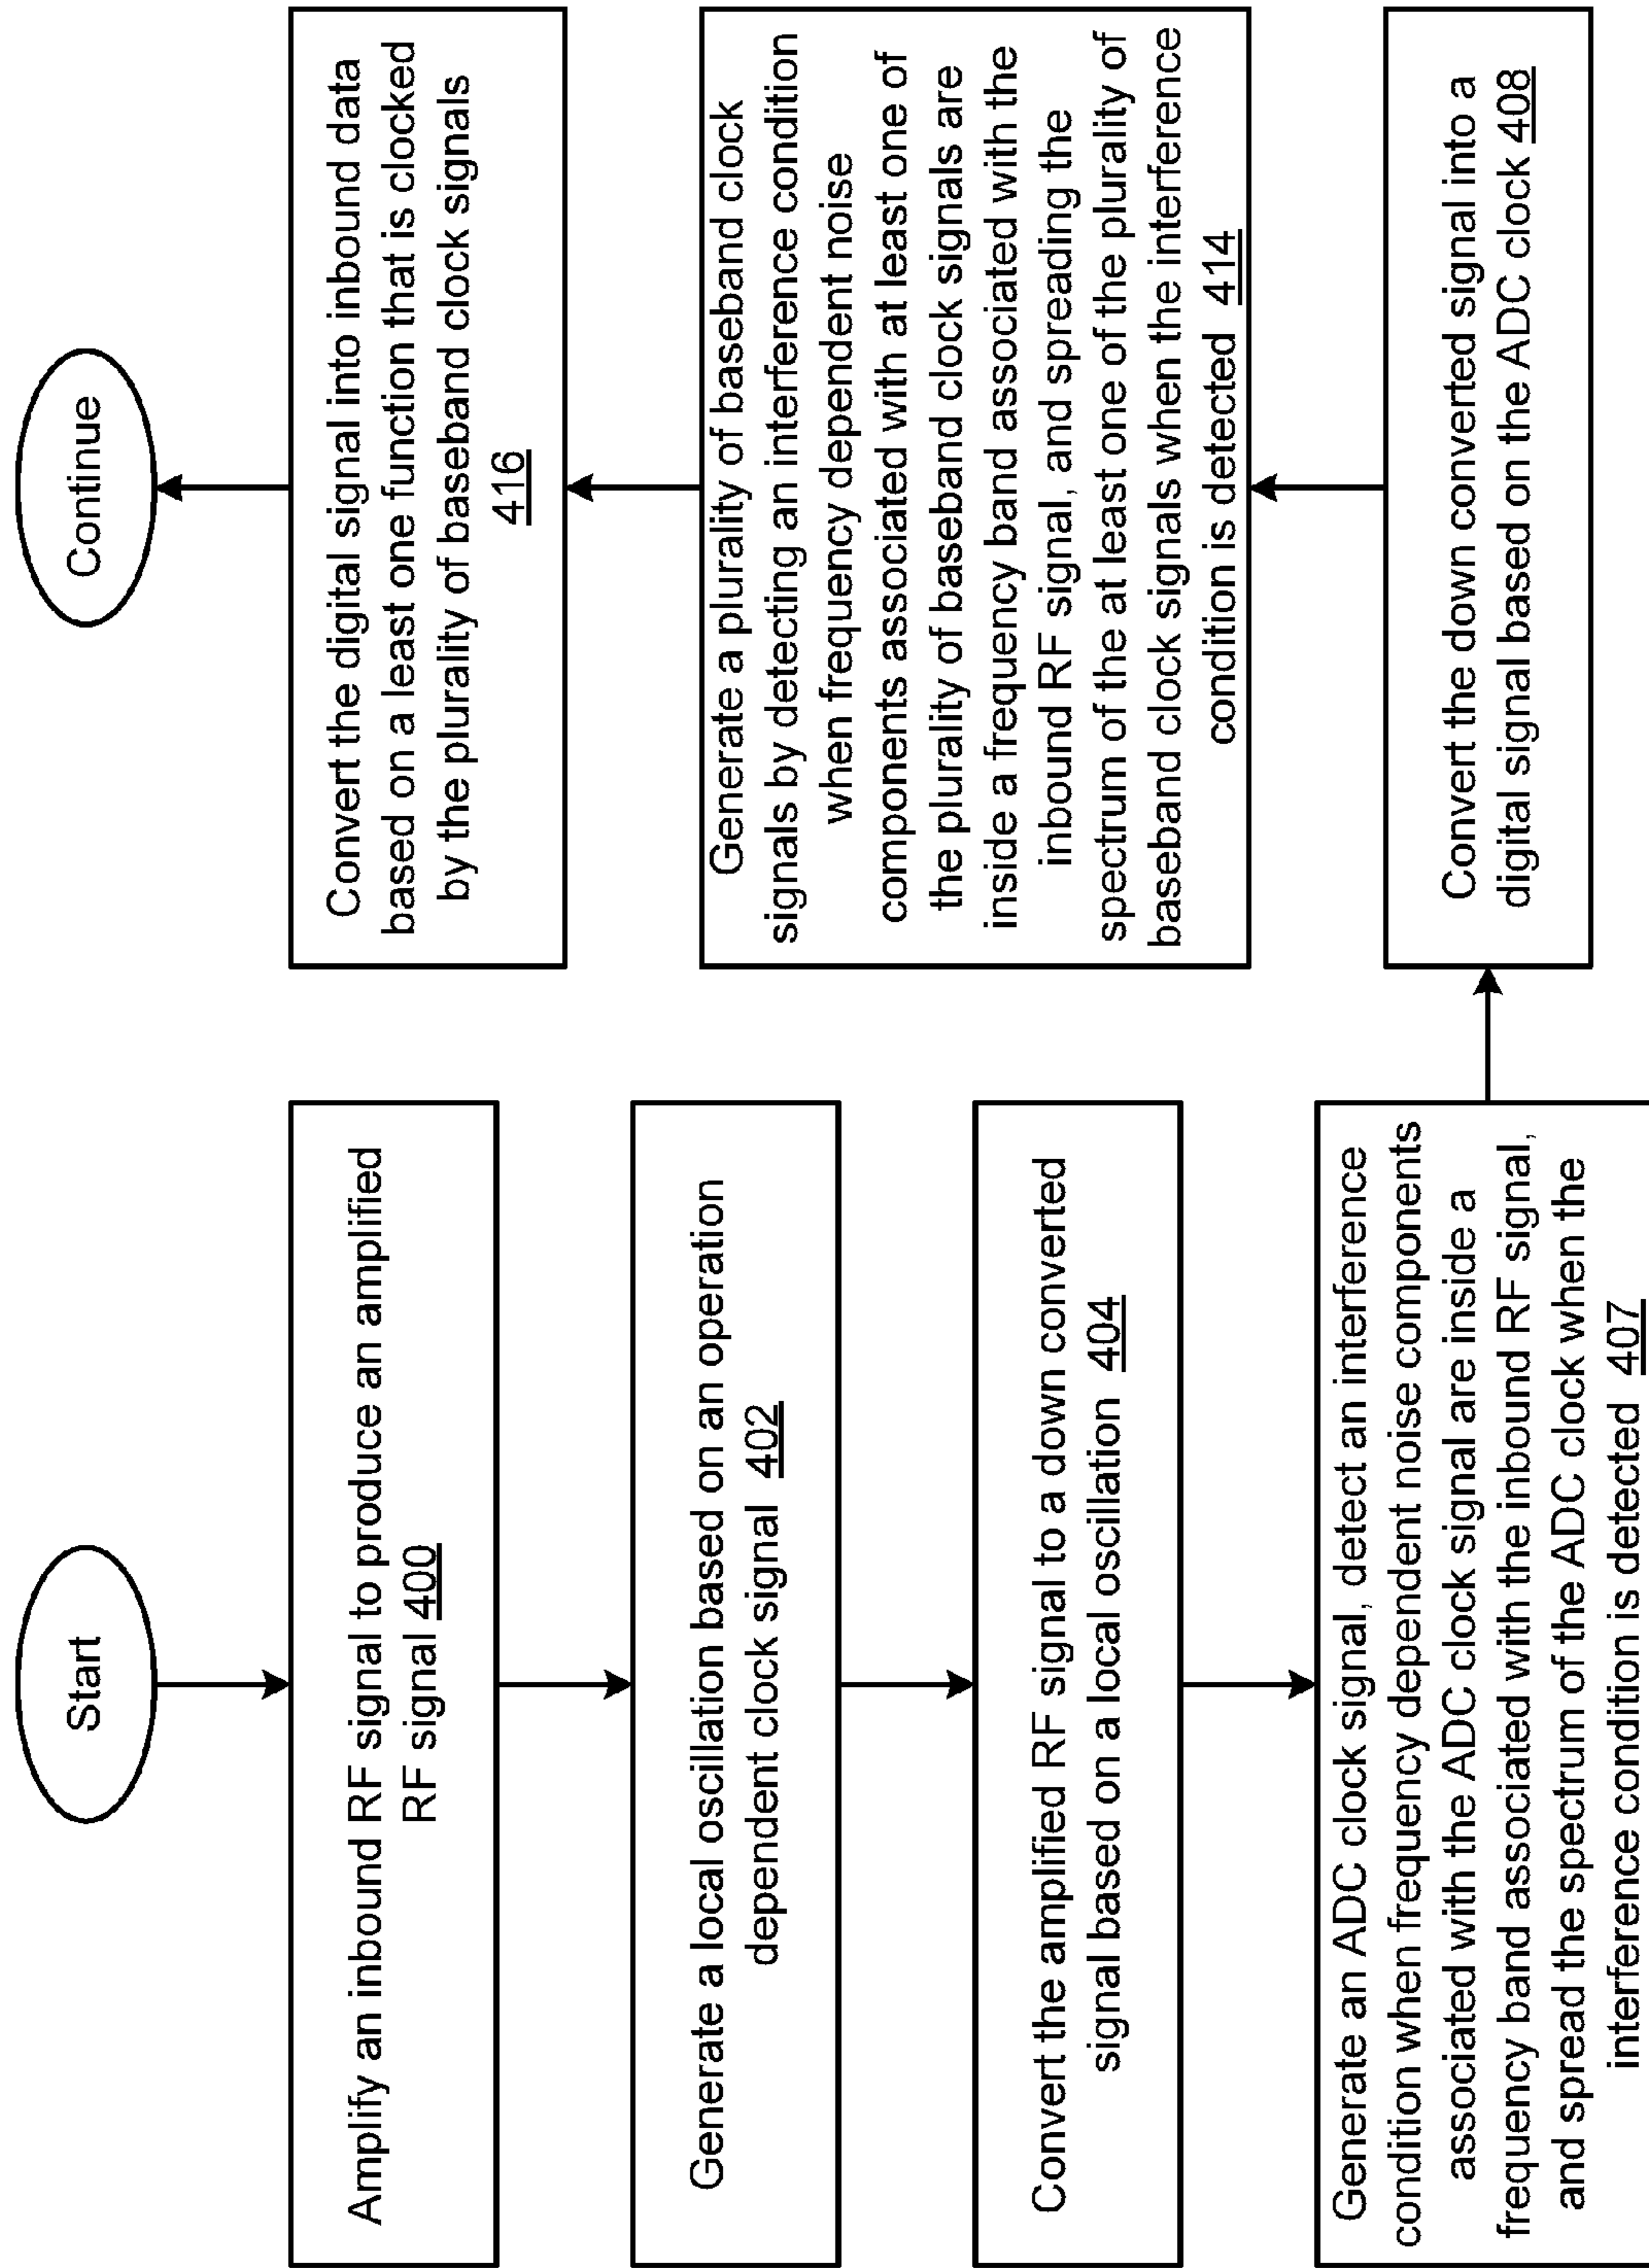 Start
Amplify an inbound RF signal to produce an amplified
RF signal 400
Generate a local oscillation based on an operation
dependent clock signal 402
Convert the amplified RF signal to a down converted
signal based on a local oscillation 404
Generate an ADC clock signal, detect an interference
condition when frequency dependent noise components
associated with the ADC clock signal are inside a
frequency band associated with the inbound RF signal,
and spread the spectrum of the ADC clock when the
interference condition is detected 407
Convert the down converted signal into a
digital signal based on the ADC clock 408
Generate a plurality of baseband clock
signals by detecting an interference condition
when frequency dependent noise
components associated with at least one of
the plurality of baseband clock signals are
inside a frequency band associated with the
inbound RF signal, and spreading the
spectrum of the at least one of the plurality of
baseband clock signals when the interference
condition is detected 414
Convert the digital signal into inbound data
based on a least one function that is clocked
by the plurality of baseband clock signals
416
Continue